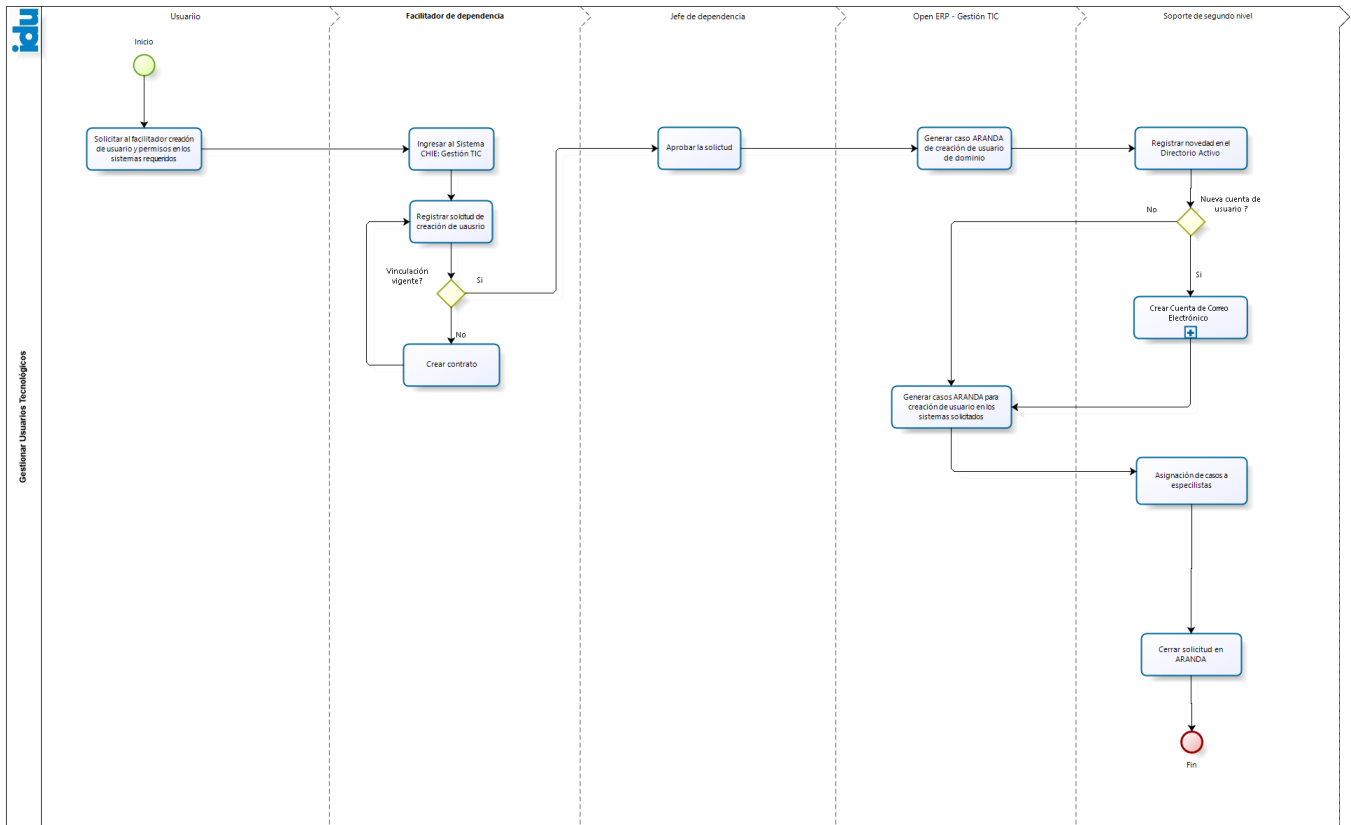 idu
Usuariio
Facilitador de dependencia
Jefe de dependencia
Open ERP - Gestión TIC
Soporte de segundo nivel
Gestionar Usuarios Tecnológicos
Inicio
Solicitar al facilitador creación
de usuario y permisos en los
sistemas requeridos
Ingresar al Sistema
CHIE: Gestión TIC
Registrar solcitud de
creación de uausrio
Vinculación
vigente?
Si
No
Crear contrato
Aprobar la solictud
Generar caso ARANDA
de creación de usuario
de dominio
Registrar novedad en el
Directorio Activo
Nueva cuenta de
usuario ?
No
Si
Crear Cuenta de Correo
Electrónico
Generar casos ARANDA para
creación de usuario en los
sistemas solicitados
Asignación de casos a
especilistas
Cerrar solicitud en
ARANDA
Fin